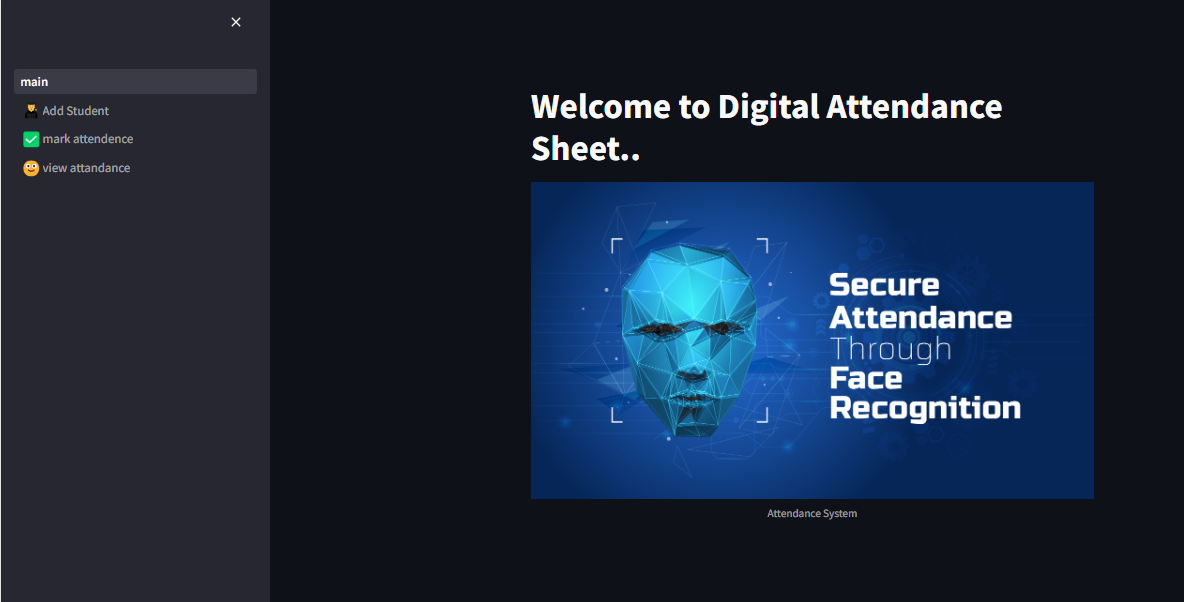 main
Add Student
mark attendence
view attandance
Welcome to Digital Attendance
Sheet..
Secure
Attendance
Through
Face
Recognition
Attendance System